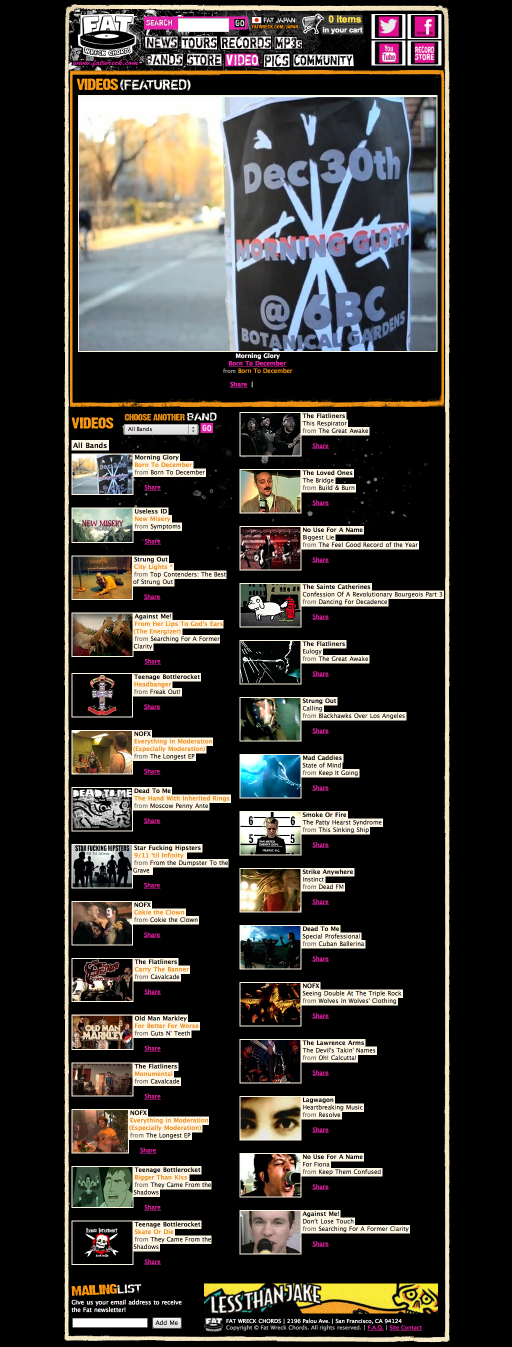 FAT
WRECK CHORDS
www.fatwreck.com
SEARCH
GO
FAT JAPAN
FATWRECK.COM/JAPAN
0 items
in your cart
NEWS TOURS RECORDS MP3s
BANDS STORE VIDEO PICS COMMUNITY
You
Tube
RECORD
STORE
VIDEOS (FEATURED)
Dec 30th
MORNING GLORY
@ 6BC
BOTANICAL GARDENS
Morning Glory
Born To December
from Born To December
Share |
VIDEOS
CHOOSE ANOTHER BAND
All Bands
GO
All Bands
Morning Glory
Born To December
from Born To December
Share
NEW MISERY
Useless ID
New Misery
from Symptoms
Share
Strung Out
City Lights "
from Top Contenders: The Best
of Strung Out
Share
Against Me!
From Her Lips To God's Ears
(The Energizer)
from Searching For A Former
Clarity
Share
Teenage Bottlerocket
Headbanger
from Freak Out!
Share
NOFX
Everything in Moderation
(Especially Moderation)
from The Longest EP
Share
DEAD TO ME
Dead To Me
The Hand With Inherited Rings
from Moscow Penny Ante
Share
STAR FUCKING HIPSTERS
Star Fucking Hipsters
9/11 'til Infinity
from From the Dumpster To the
Grave
Share
NOFX
Cokie the Clown
from Cokie the Clown
Share
The Flatliners
Carry The Banner
from Cavalcade
Share
OLD MAN
MARKLEY
Old Man Markley
For Better For Worse
from Guts N' Teeth
Share
The Flatliners
Monumental
from Cavalcade
Share
NOFX
Everything in Moderation
(Especially Moderation)
from The Longest EP
Share
Teenage Bottlerocket
Bigger Than Kiss
from They Came From the
Shadows
Share
Teenage Bottlerocket
Skate Or Die
from They Came From the
Shadows
Share
The Flatliners
This Respirator
from The Great Awake
Share
The Loved Ones
The Bridge
from Build & Burn
Share
No Use For A Name
Biggest Lie
from The Feel Good Record of the Year
Share
The Sainte Catherines
Confession Of A Revolutionary Bourgeois Part 3
from Dancing For Decadence
Share
The Flatliners
Eulogy
from The Great Awake
Share
Strung Out
Calling
from Blackhawks Over Los Angeles
Share
Mad Caddies
State of Mind
from Keep It Going
Share
Smoke Or Fire
The Patty Hearst Syndrome
from This Sinking Ship
Share
Strike Anywhere
Instinct
from Dead FM
Share
Dead To Me
Special Professional
from Cuban Ballerina
Share
NOFX
Seeing Double At The Triple Rock
from Wolves In Wolves' Clothing
Share
The Lawrence Arms
The Devil's Takin' Names
from Oh! Calcutta!
Share
Lagwagon
Heartbreaking Music
from Resolve
Share
No Use For A Name
For Fiona
from Keep Them Confused
Share
Against Me!
Don't Lose Touch
from Searching For A Former Clarity
Share
MAILINGLIST
Give us your email address to receive
the Fat newsletter!
Add Me
LESS THAN JAKE
FAT WRECK CHORDS | 2196 Palou Ave. | San Francisco, CA 94124
Copyright © Fat Wreck Chords. All rights reserved. | F.A.Q. | Site Contact